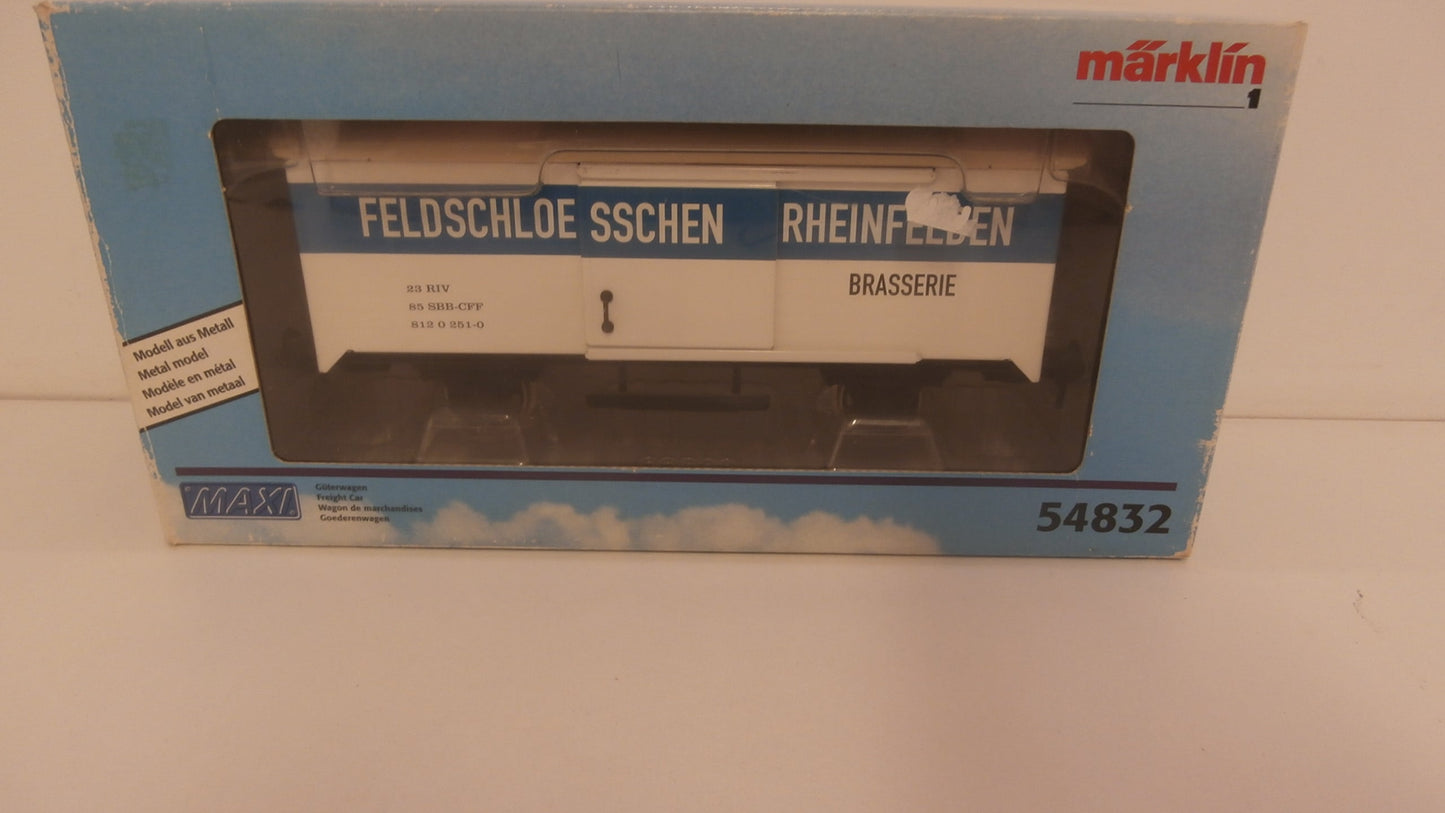 märklin
1
FELDSCHLOESSCHEN RHEINFELDEN
BRASSERIE
23 RIV
85 SBB-CFF
812 0 251-0
Modell aus Metall
Metal model
Modèle en métal
Model van metaal
MAXI
Güterwagen
Freight Car
Wagon de marchandises
Goederenwagen
54832